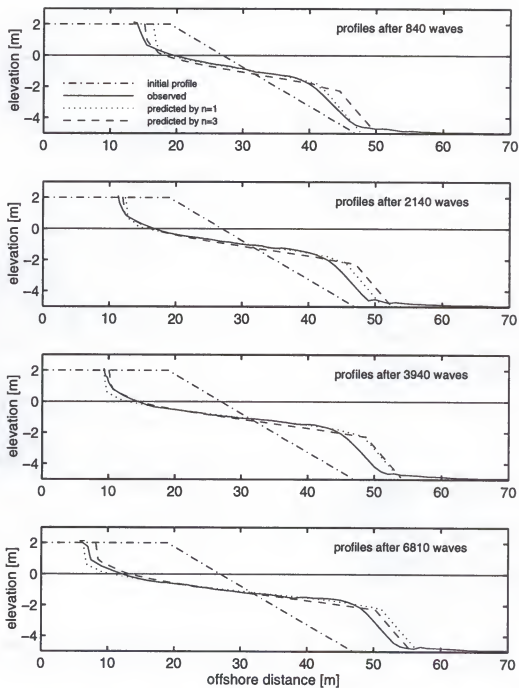 profiles after 840 waves
elevation [m]
2
0
−2
−4
initial profile
observed
predicted by n=1
predicted by n=3
0 10 20 30 40 50 60 70
profiles after 2140 waves
elevation [m]
2
0
−2
−4
0 10 20 30 40 50 60 70
profiles after 3940 waves
elevation [m]
2
0
−2
−4
0 10 20 30 40 50 60 70
profiles after 6810 waves
elevation [m]
2
0
−2
−4
0 10 20 30 40 50 60 70
offshore distance [m]